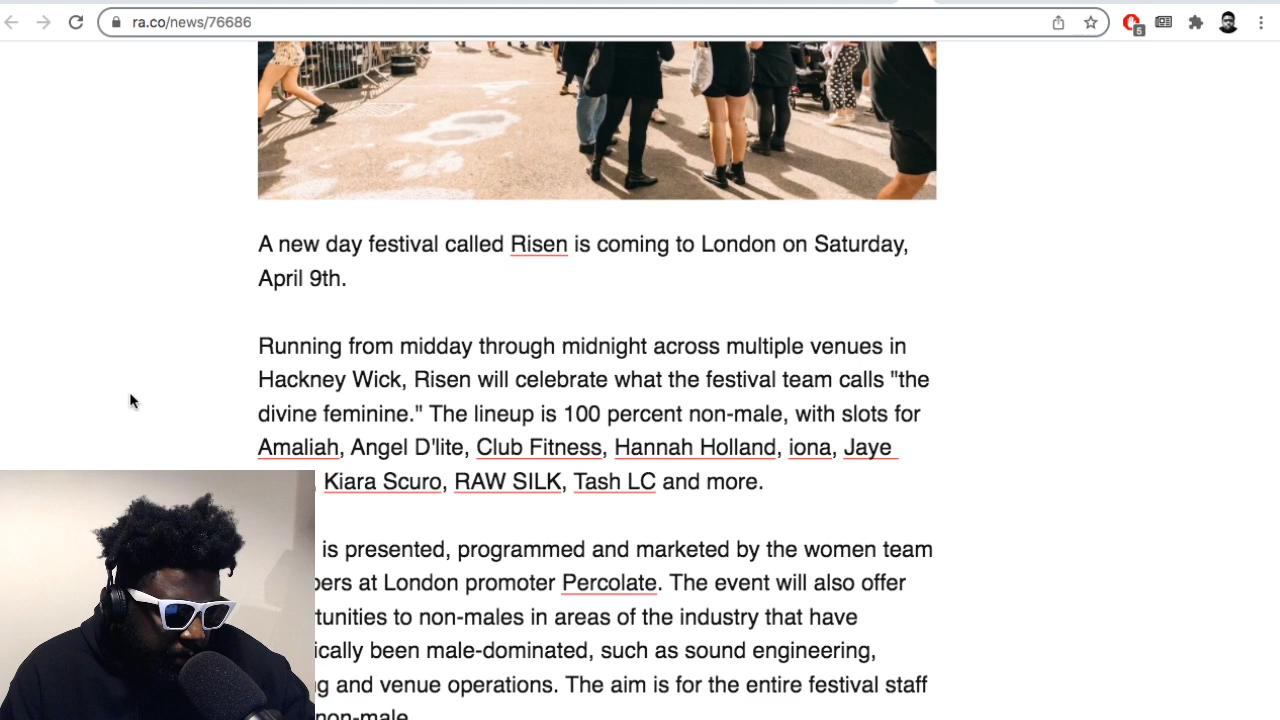 ra.co/news/76686
5
A new day festival called Risen is coming to London on Saturday,
April 9th.
Running from midday through midnight across multiple venues in
Hackney Wick, Risen will celebrate what the festival team calls "the
divine feminine." The lineup is 100 percent non-male, with slots for
Amaliah, Angel D'lite, Club Fitness, Hannah Holland, iona, Jaye
, Kiara Scuro, RAW SILK, Tash LC and more.
is presented, programmed and marketed by the women team
bers at London promoter Percolate. The event will also offer
tunities to non-males in areas of the industry that have
ically been male-dominated, such as sound engineering,
g and venue operations. The aim is for the entire festival staff
non-male